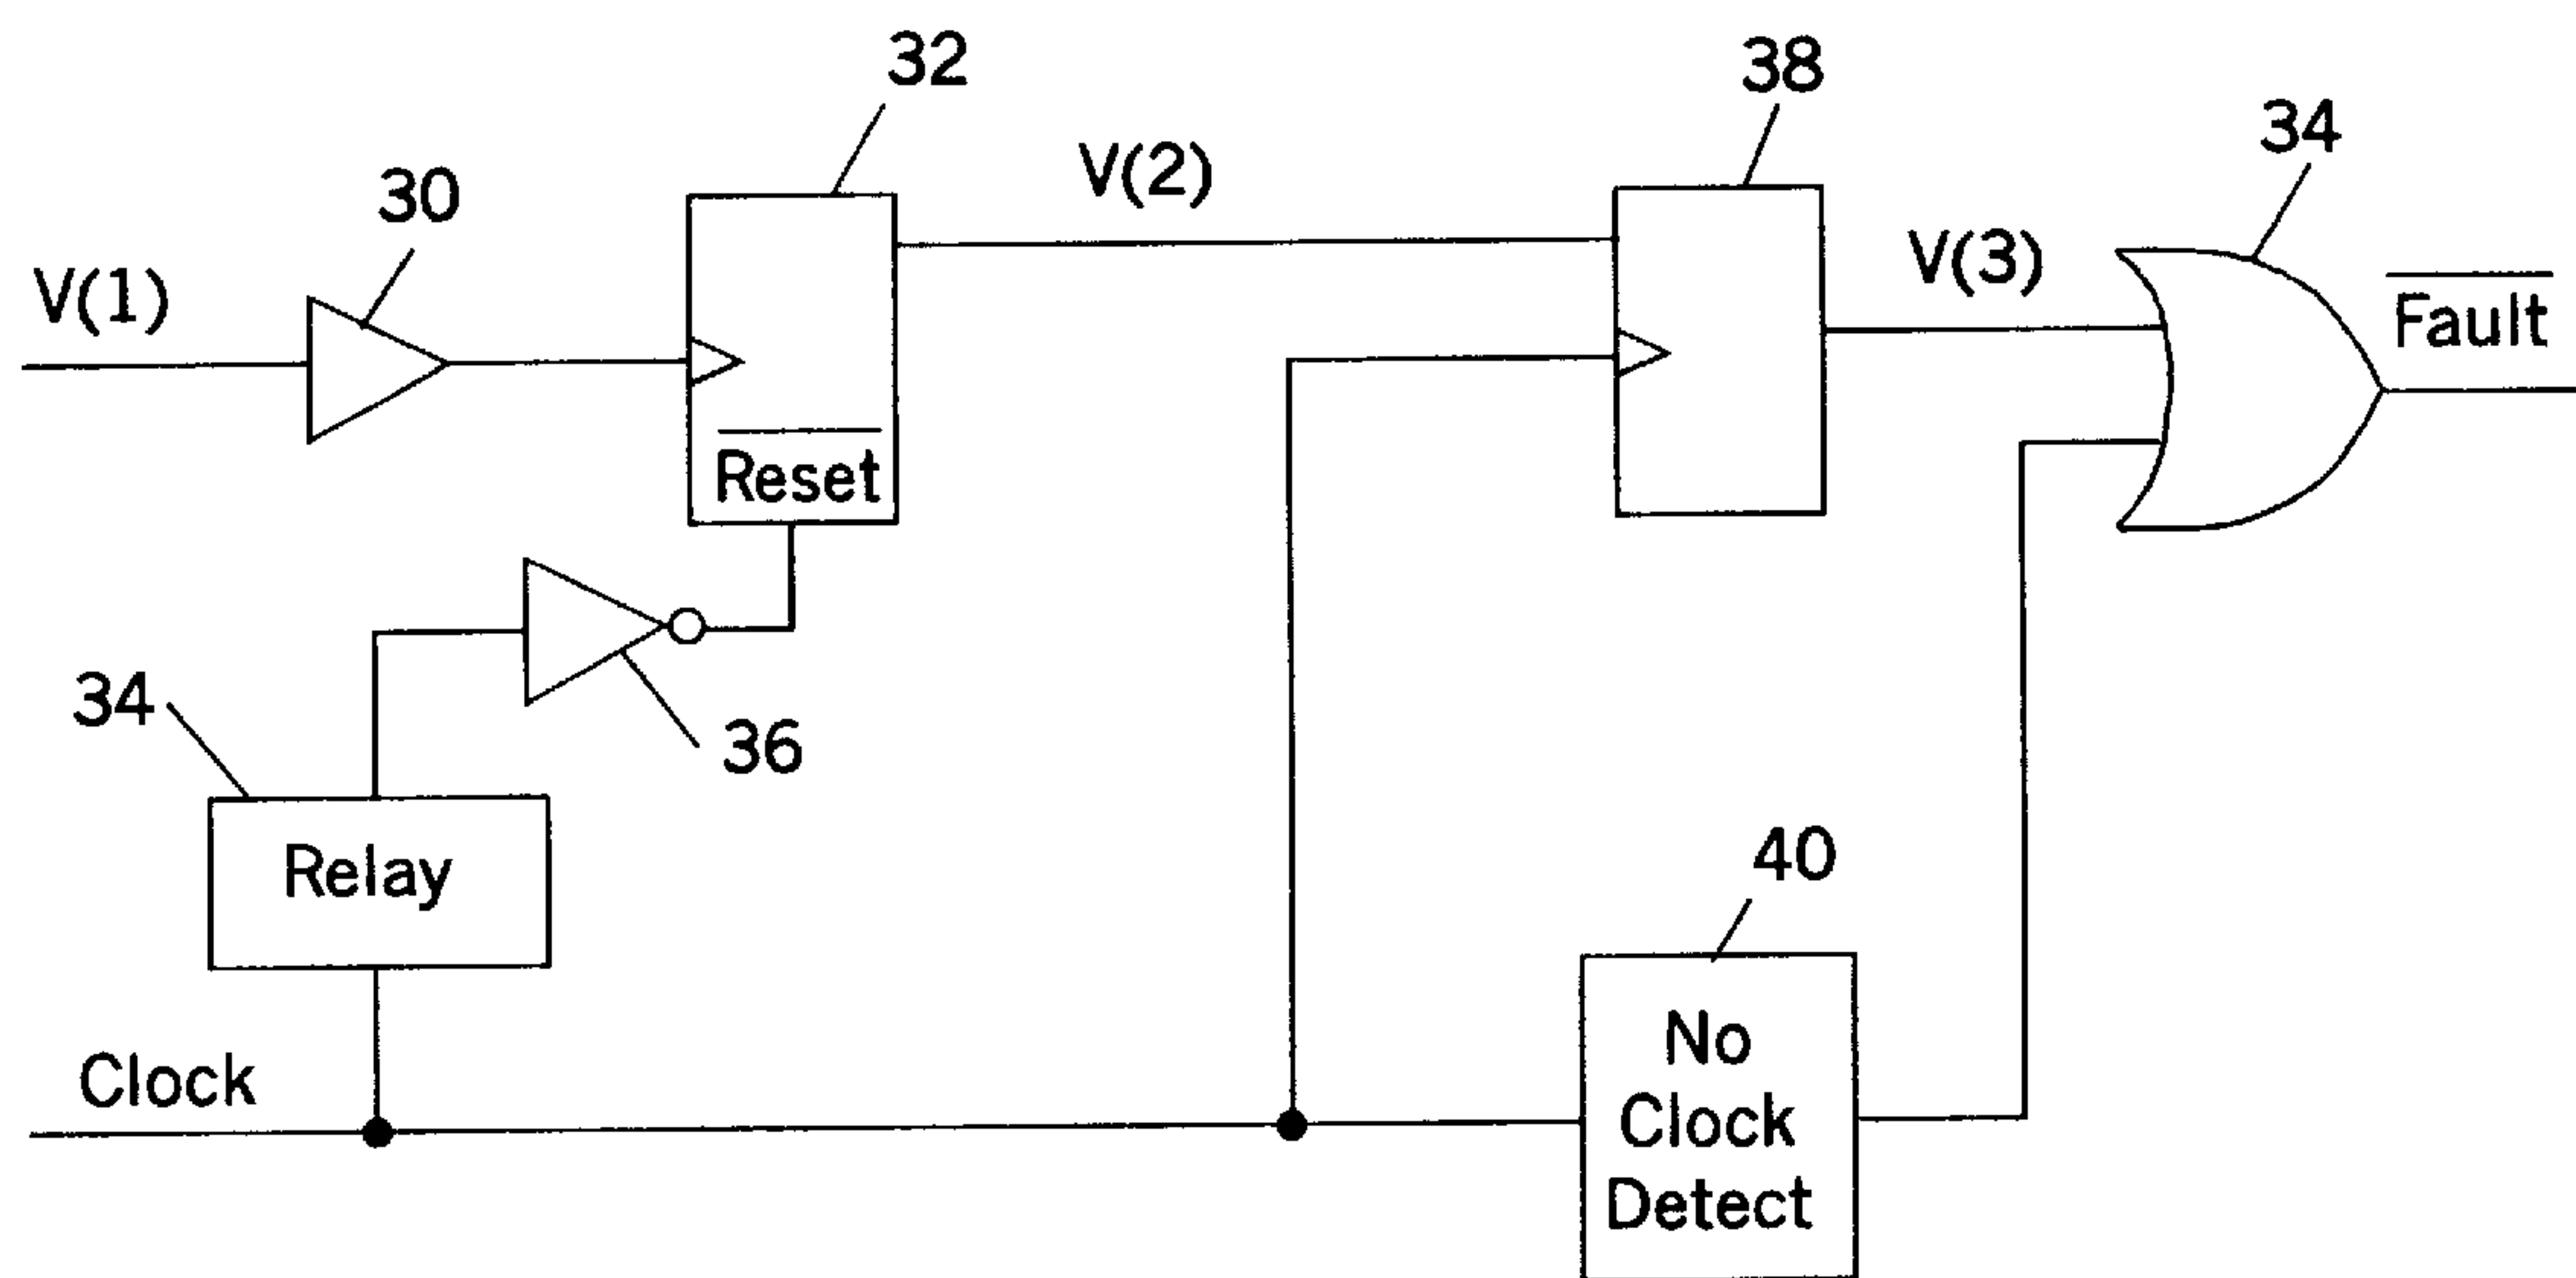 32
38
34
30
V(2)
V(1)
V(3)
Fault
Reset
34
36
Relay
40
Clock
No
Clock
Detect